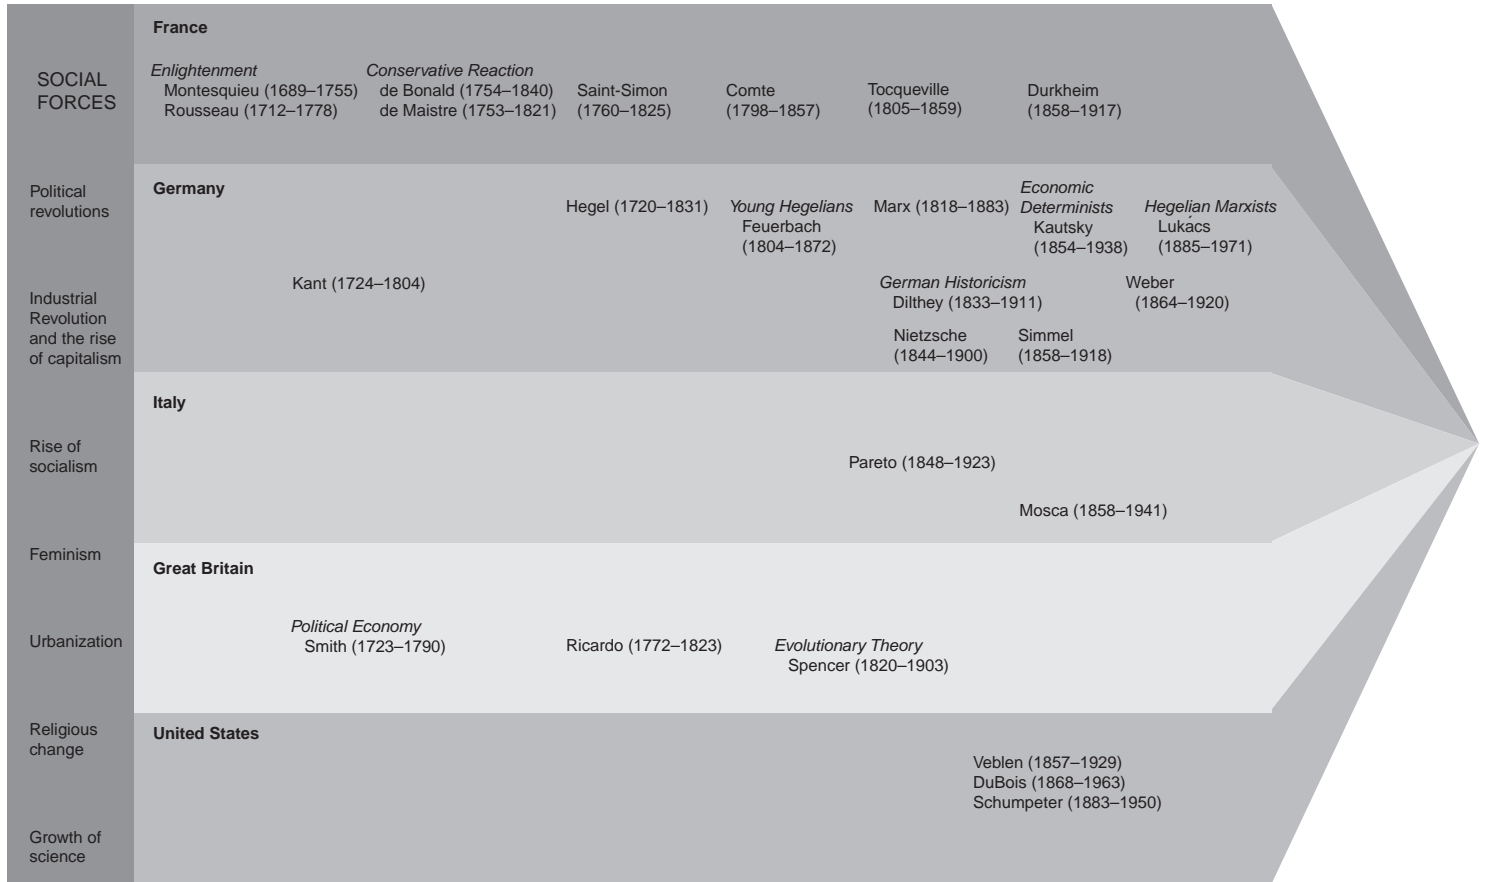 SOCIAL
FORCES
Political
revolutions
Industrial
Revolution
and the rise
of capitalism
Rise of
socialism
Feminism
Urbanization
Religious
change
Growth of
science
France
Enlightenment
Montesquieu (1689–1755)
Rousseau (1712–1778)
Conservative Reaction
de Bonald (1754–1840)
de Maistre (1753–1821)
Saint-Simon
(1760–1825)
Comte
(1798–1857)
Tocqueville
(1805–1859)
Durkheim
(1858–1917)
Germany
Hegel (1720–1831)
Young Hegelians
Feuerbach
(1804–1872)
Marx (1818–1883)
Economic
Determinists
Kautsky
(1854–1938)
Hegelian Marxists
Lukács
(1885–1971)
Kant (1724–1804)
German Historicism
Dilthey (1833–1911)
Weber
(1864–1920)
Nietzsche
(1844–1900)
Simmel
(1858–1918)
Italy
Pareto (1848–1923)
Mosca (1858–1941)
Great Britain
Political Economy
Smith (1723–1790)
Ricardo (1772–1823)
Evolutionary Theory
Spencer (1820–1903)
United States
Veblen (1857–1929)
DuBois (1868–1963)
Schumpeter (1883–1950)